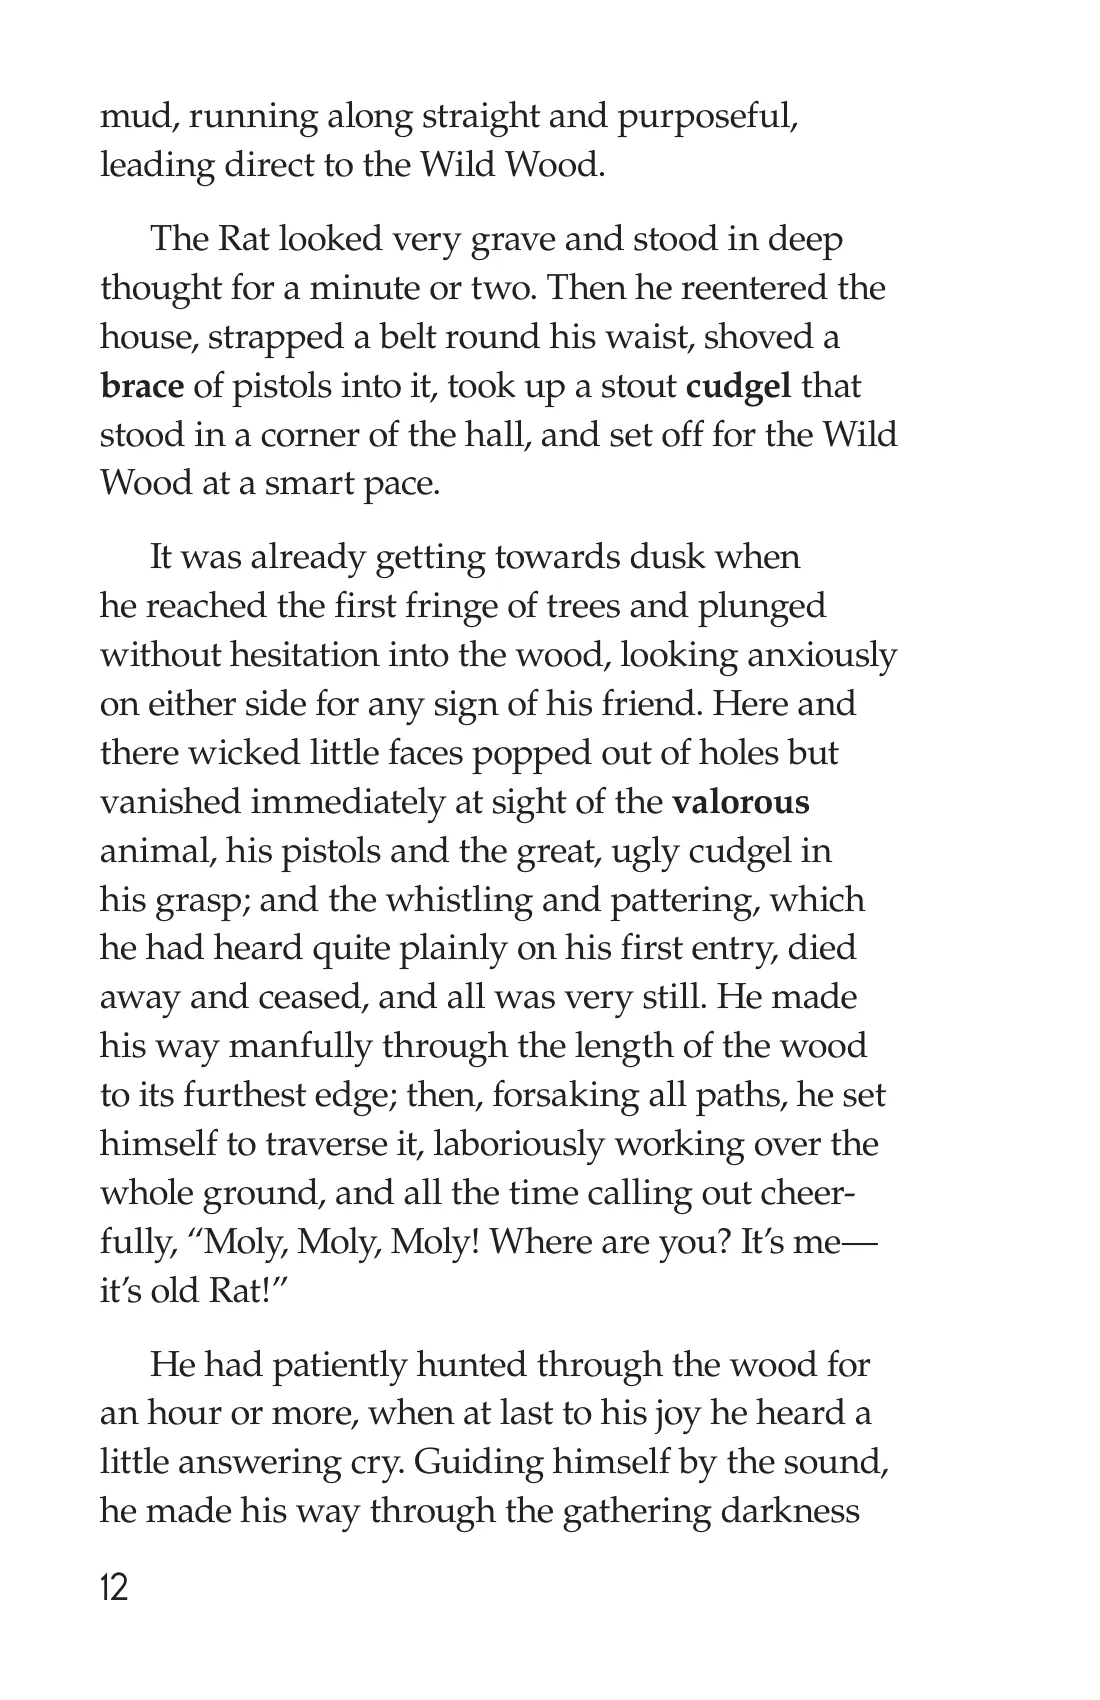 mud, running along straight and purposeful,
leading direct to the Wild Wood.
The Rat looked very grave and stood in deep
thought for a minute or two. Then he reentered the
house, strapped a belt round his waist, shoved a
brace of pistols into it, took up a stout cudgel that
stood in a corner of the hall, and set off for the Wild
Wood at a smart pace.
It was already getting towards dusk when
he reached the first fringe of trees and plunged
without hesitation into the wood, looking anxiously
on either side for any sign of his friend. Here and
there wicked little faces popped out of holes but
vanished immediately at sight of the valorous
animal, his pistols and the great, ugly cudgel in
his grasp; and the whistling and pattering, which
he had heard quite plainly on his first entry, died
away and ceased, and all was very still. He made
his way manfully through the length of the wood
to its furthest edge; then, forsaking all paths, he set
himself to traverse it, laboriously working over the
whole ground, and all the time calling out cheer-
fully, “Moly, Moly, Moly! Where are you? It’s me—
it’s old Rat!”
He had patiently hunted through the wood for
an hour or more, when at last to his joy he heard a
little answering cry. Guiding himself by the sound,
he made his way through the gathering darkness
12